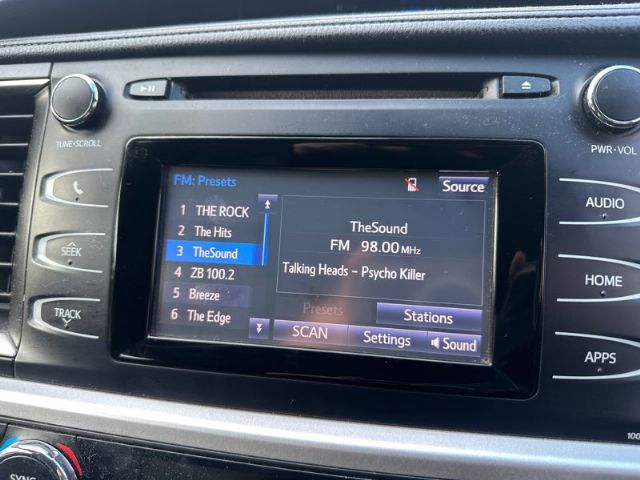 TUNE•SCROLL
PWR•VOL
FM: Presets
Source
1 THE ROCK
2 The Hits
3 TheSound
4 ZB 100.2
5 Breeze
6 The Edge
TheSound
FM 98.00 MHz
Talking Heads - Psycho Killer
Presets
Stations
SCAN
Settings
Sound
SEEK
TRACK
AUDIO
HOME
APPS
100
SYNC